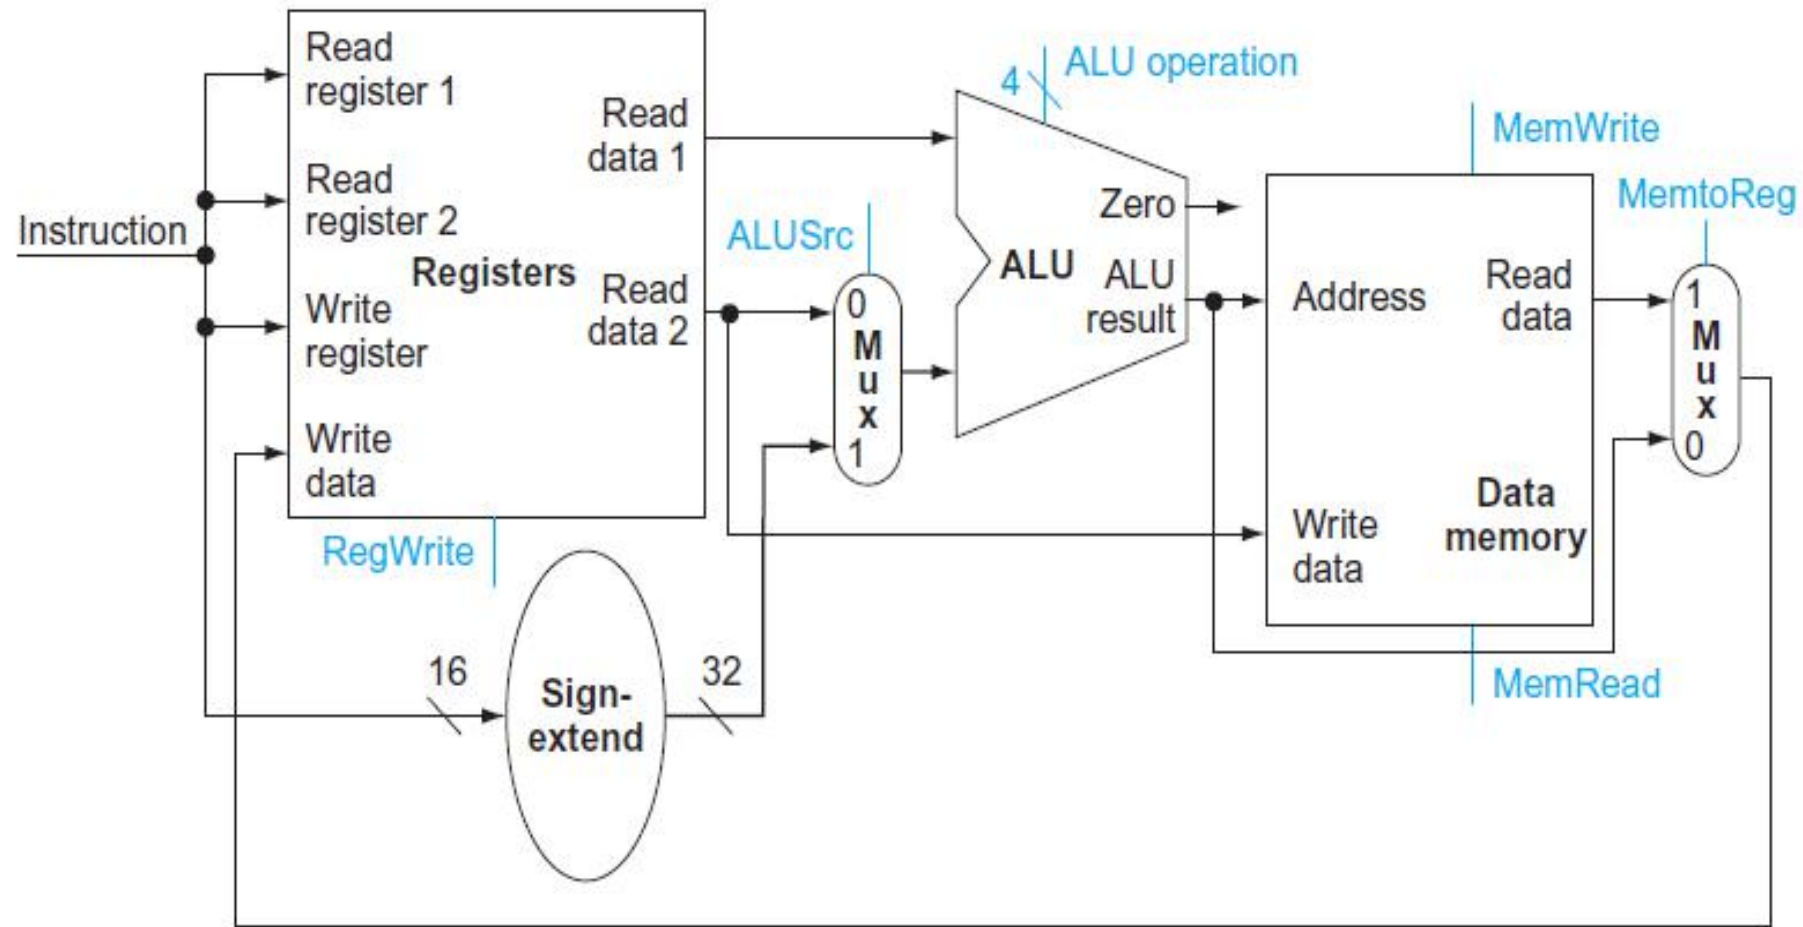 Instruction
Read
register 1
Read
register 2
Registers
Write
register
Write
data
Read
data 1
Read
data 2
RegWrite
16
Sign-
extend
32
ALUSrc
0
M
u
x
1
4
ALU operation
Zero
ALU
ALU
result
MemWrite
Address
Read
data
Write
data
Data
memory
MemRead
MemtoReg
1
M
u
x
0